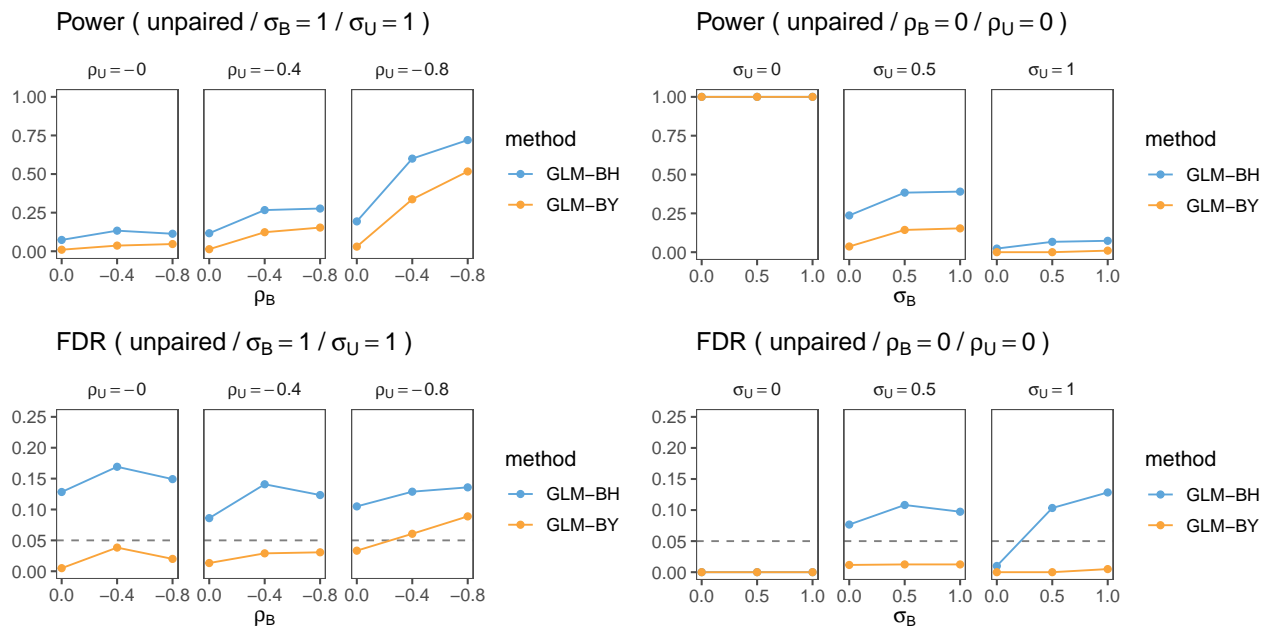 Power ( unpaired / σB = 1 / σU = 1 )
Power ( unpaired / ρB = 0 / ρU = 0 )
ρU = −0
ρU = −0.4
ρU = −0.8
1.00
0.75
0.50
0.25
0.00
0.0
−0.4
−0.8
0.0
−0.4
−0.8
0.0
−0.4
−0.8
ρB
method
GLM−BH
GLM−BY
σU = 0
σU = 0.5
σU = 1
1.00
0.75
0.50
0.25
0.00
0.0
0.5
1.0
0.0
0.5
1.0
0.0
0.5
1.0
σB
method
GLM−BH
GLM−BY
FDR ( unpaired / σB = 1 / σU = 1 )
FDR ( unpaired / ρB = 0 / ρU = 0 )
ρU = −0
ρU = −0.4
ρU = −0.8
0.25
0.20
0.15
0.10
0.05
0.00
0.0
−0.4
−0.8
0.0
−0.4
−0.8
0.0
−0.4
−0.8
ρB
method
GLM−BH
GLM−BY
σU = 0
σU = 0.5
σU = 1
0.25
0.20
0.15
0.10
0.05
0.00
0.0
0.5
1.0
0.0
0.5
1.0
0.0
0.5
1.0
σB
method
GLM−BH
GLM−BY